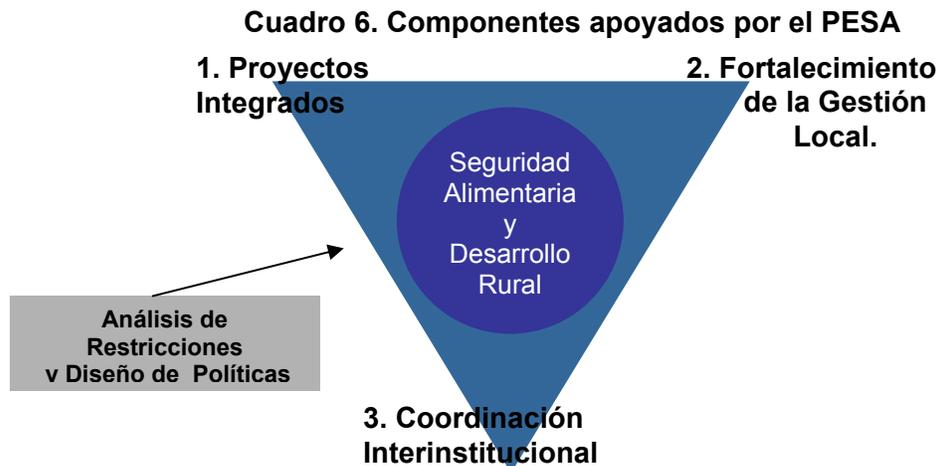 Cuadro 6. Componentes apoyados por el PESA
1. Proyectos
Integrados
2. Fortalecimiento
de la Gestión
Local.
Seguridad
Alimentaria
y
Desarrollo
Rural
Análisis de
Restricciones
v Diseño de Políticas
3. Coordinación
Interinstitucional